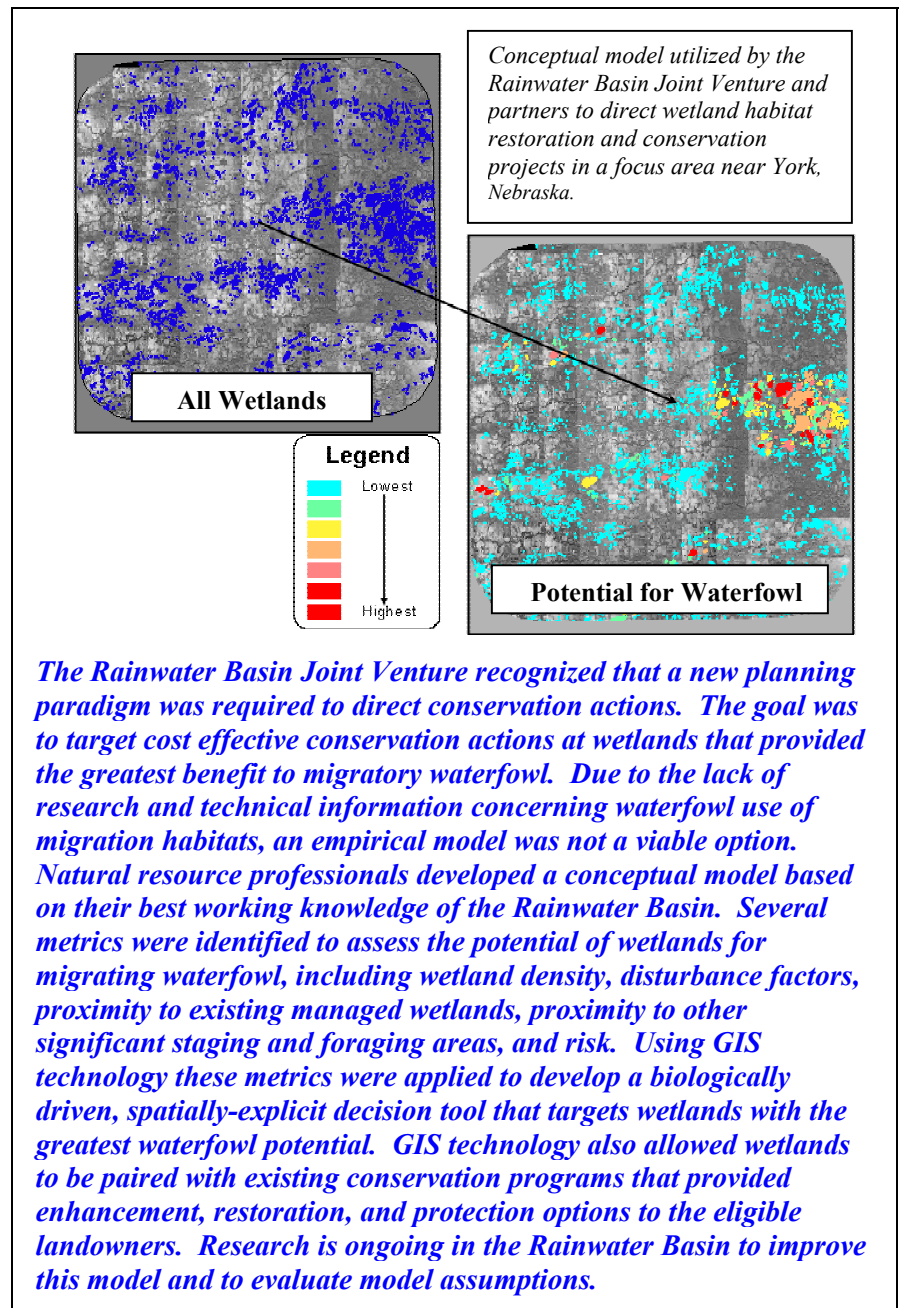 Conceptual model utilized by the
Rainwater Basin Joint Venture and
partners to direct wetland habitat
restoration and conservation
projects in a focus area near York,
Nebraska.
All Wetlands
Legend
Lowest
Highest
Potential for Waterfowl
The Rainwater Basin Joint Venture recognized that a new planning
paradigm was required to direct conservation actions.  The goal was
to target cost effective conservation actions at wetlands that provided
the greatest benefit to migratory waterfowl.  Due to the lack of
research and technical information concerning waterfowl use of
migration habitats, an empirical model was not a viable option.
Natural resource professionals developed a conceptual model based
on their best working knowledge of the Rainwater Basin.  Several
metrics were identified to assess the potential of wetlands for
migrating waterfowl, including wetland density, disturbance factors,
proximity to existing managed wetlands, proximity to other
significant staging and foraging areas, and risk.  Using GIS
technology these metrics were applied to develop a biologically
driven, spatially-explicit decision tool that targets wetlands with the
greatest waterfowl potential.  GIS technology also allowed wetlands
to be paired with existing conservation programs that provided
enhancement, restoration, and protection options to the eligible
landowners.  Research is ongoing in the Rainwater Basin to improve
this model and to evaluate model assumptions.